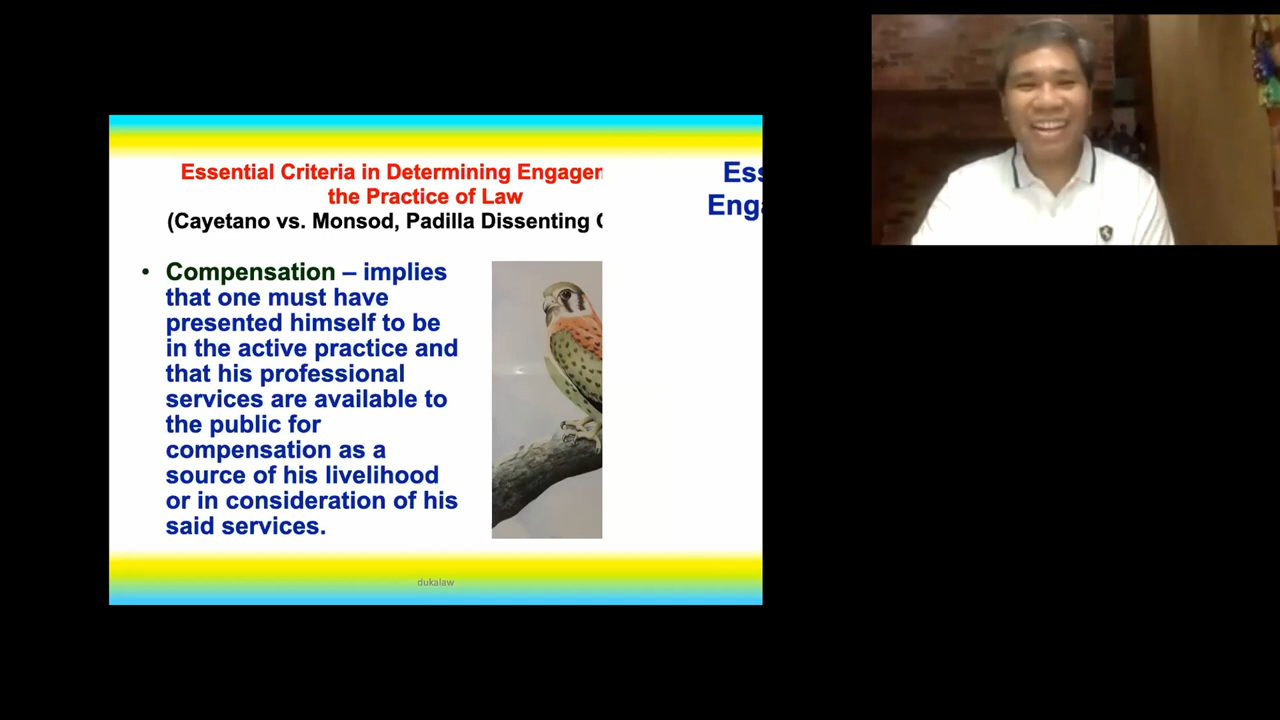 Essential Criteria in Determining Engagem
the Practice of Law
(Cayetano vs. Monsod, Padilla Dissenting
Ess
Enga
• Compensation – implies
that one must have
presented himself to be
in the active practice and
that his professional
services are available to
the public for
compensation as a
source of his livelihood
or in consideration of his
said services.
dukalaw